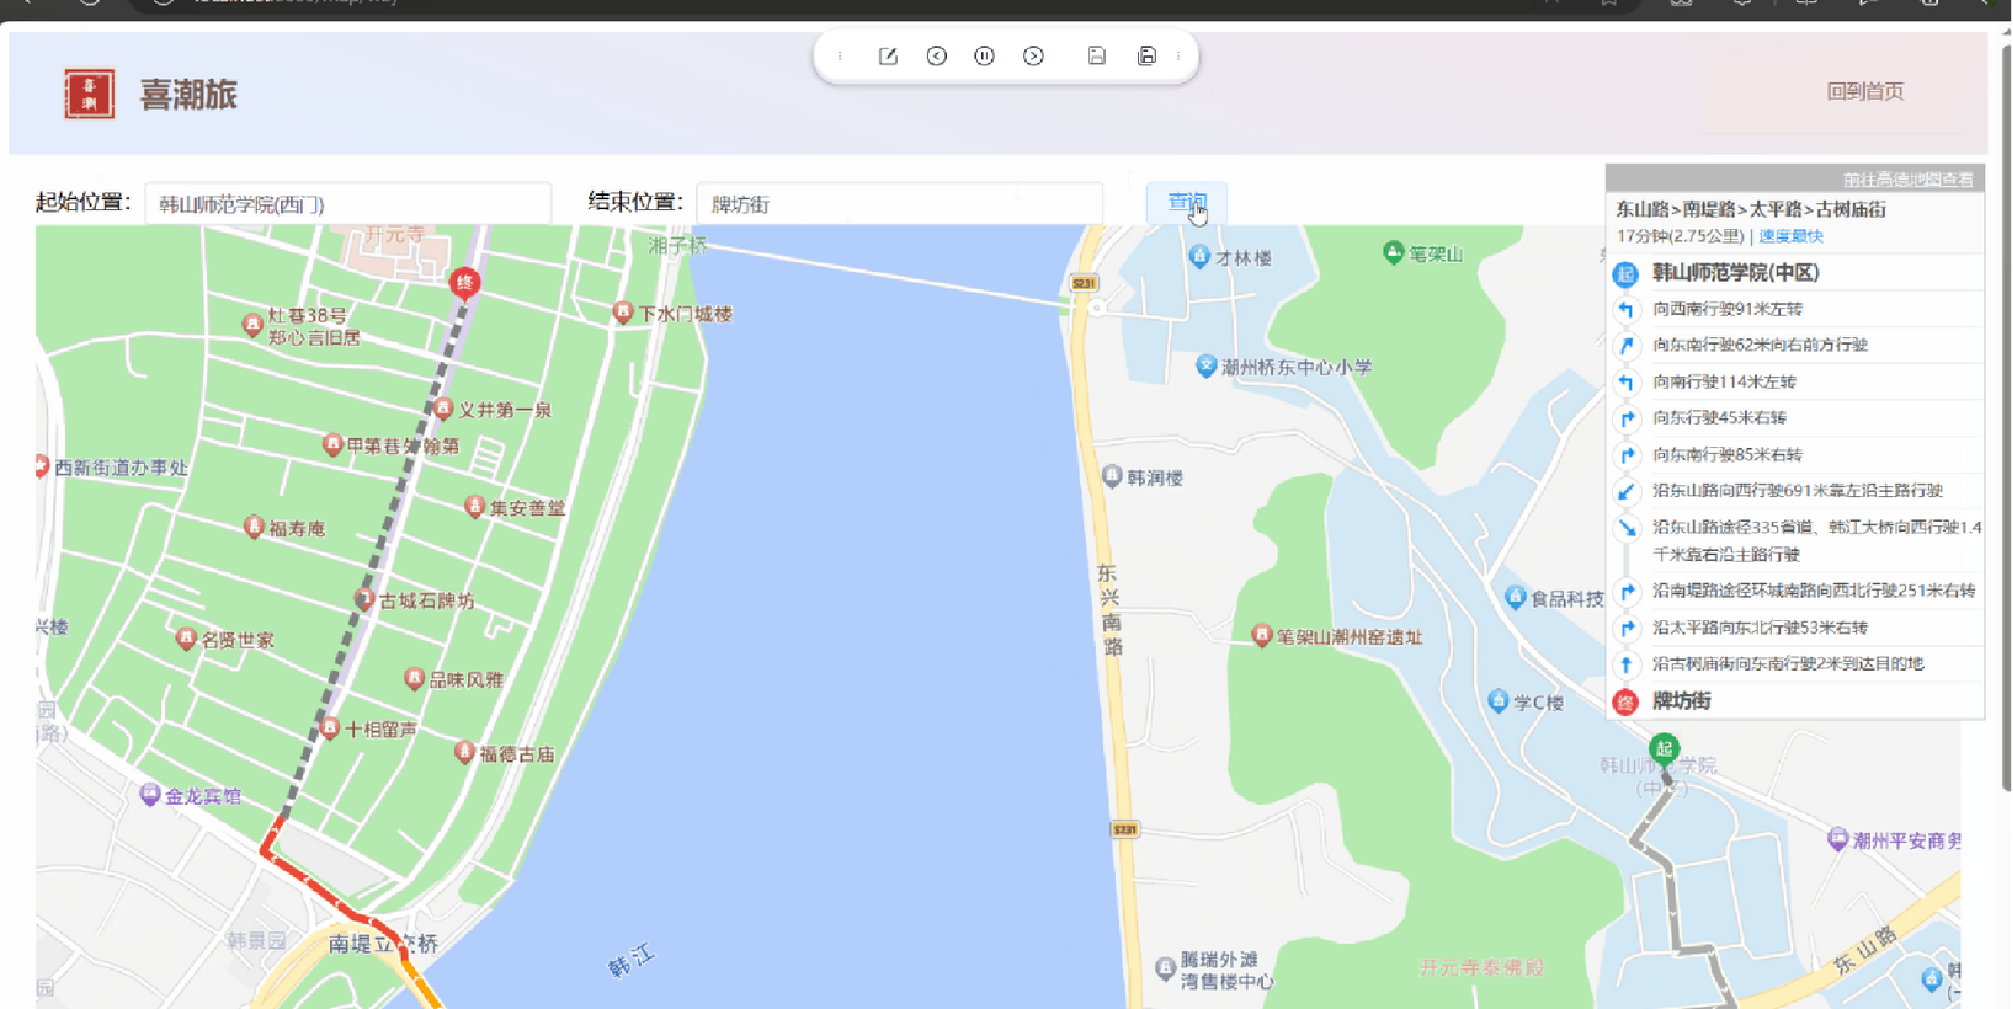 喜潮
喜潮旅
回到首页
起始位置：
韩山师范学院(西门)
结束位置：
牌坊街
查询
前往高德地图查看
东山路>南堤路>太平路>古树庙街
17分钟(2.75公里) | 速度最快
起
韩山师范学院(中区)
向西南行驶91米左转
向东南行驶62米向右前方行驶
向南行驶114米左转
向东行驶45米右转
向东南行驶85米右转
沿东山路向西行驶691米靠左沿主路行驶
沿东山路途径335省道、韩江大桥向西行驶1.4
千米靠右沿主路行驶
沿南堤路途径环城南路向西北行驶251米右转
沿太平路向东北行驶53米右转
沿古树庙街向东南行驶2米到达目的地
终
牌坊街
开元寺
湘子桥
终
灶巷38号
郑心言旧居
下水门城楼
义井第一泉
甲第巷外翰第
西新街道办事处
集安善堂
福寿庵
古城石牌坊
兴楼
名贤世家
品味风雅
园
路)
十相留声
福德古庙
金龙宾馆
韩景园
南堤立交桥
园
韩江
S231
才林楼
笔架山
潮州桥东中心小学
韩润楼
东兴南路
食品科技
笔架山潮州窑遗址
学C楼
起
韩山师范学院
(中区)
S231
潮州平安商务
腾瑞外滩
湾售楼中心
开元寺泰佛殿
东山路
韩